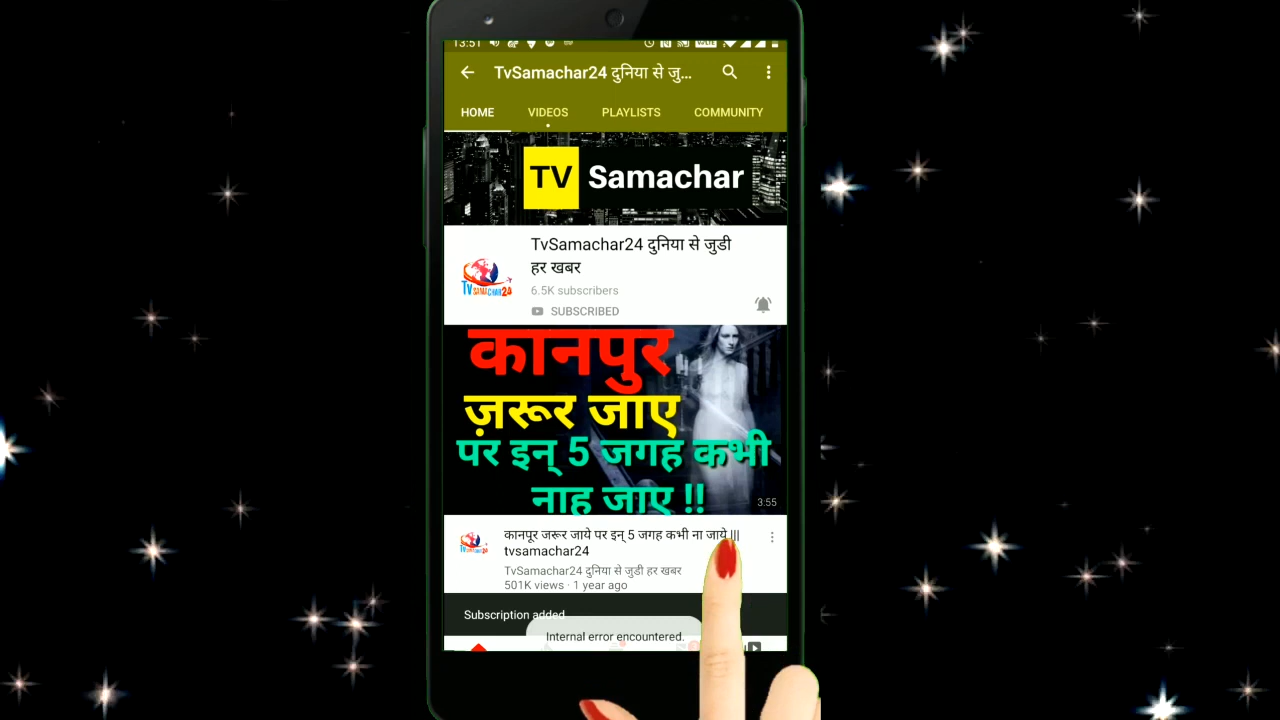 13:51
TvSamachar24 दुनिया से जु...
HOME VIDEOS PLAYLISTS COMMUNITY
TV Samachar
TvSamachar24 दुनिया से जुडी
हर खबर
6.5K subscribers
SUBSCRIBED
TV SAMACHAR24
कानपुर
ज़रूर जाए
पर इन् 5 जगह कभी
नाह जाए !!
3:55
कानपूर जरूर जाये पर इन् 5 जगह कभी ना जाये |||
tvsamachar24
TvSamachar24 दुनिया से जुडी हर खबर
501K views · 1 year ago
Subscription added
Internal error encountered.